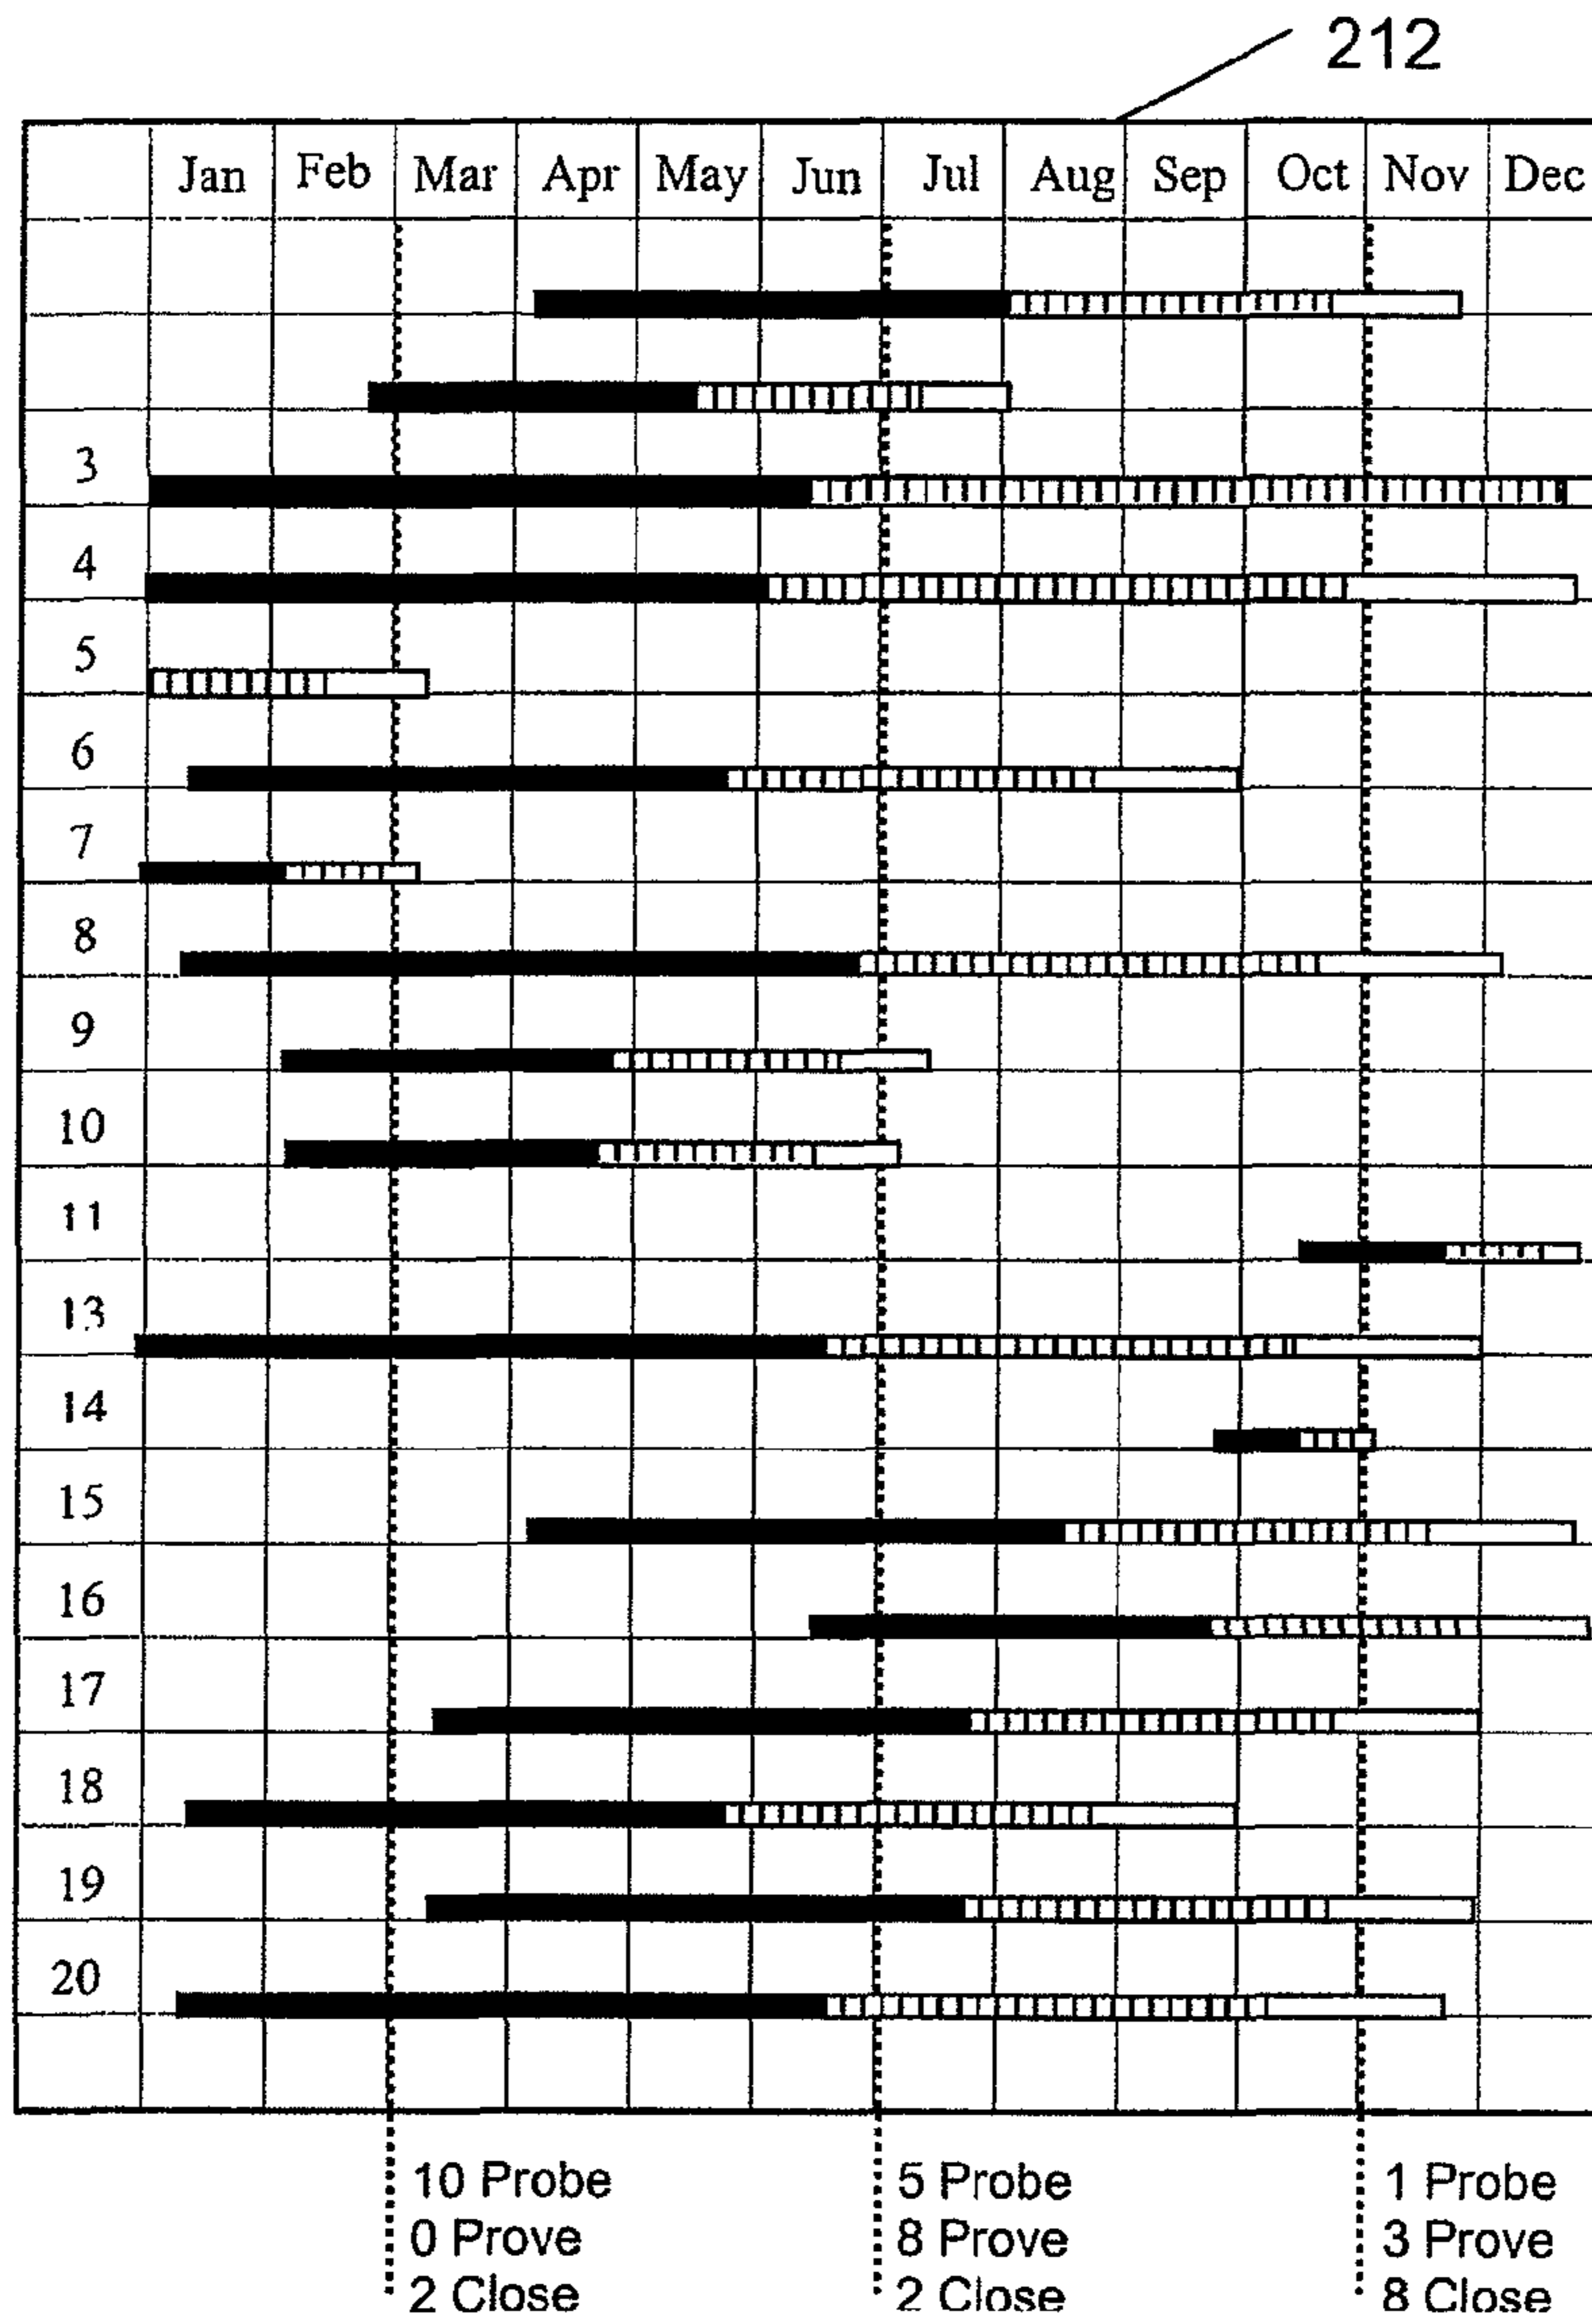 212
Jan Feb Mar Apr May Jun Jul Aug Sep Oct Nov Dec
3
4
5
6
7
8
9
10
11
13
14
15
16
17
18
19
20
10 Probe
0 Prove
2 Close
5 Probe
8 Prove
2 Close
1 Probe
3 Prove
8 Close